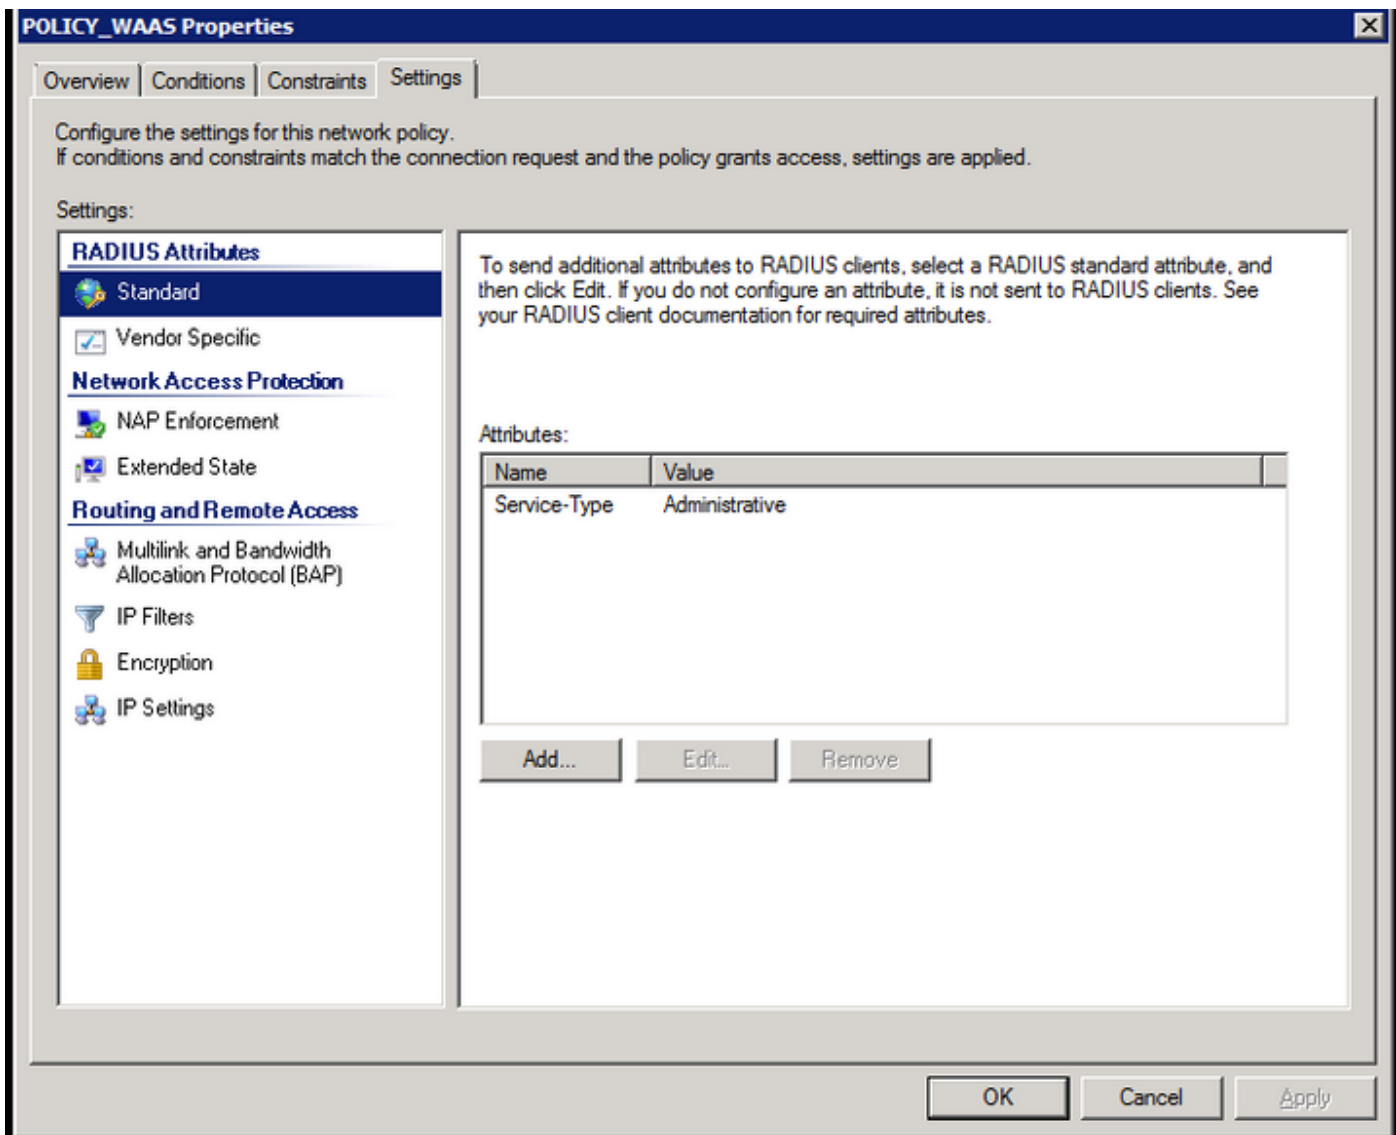 POLICY_WAAS Properties
Overview Conditions Constraints Settings
Configure the settings for this network policy.
If conditions and constraints match the connection request and the policy grants access, settings are applied.
Settings:
RADIUS Attributes
Standard
Vendor Specific
Network Access Protection
NAP Enforcement
Extended State
Routing and Remote Access
Multilink and Bandwidth
Allocation Protocol (BAP)
IP Filters
Encryption
IP Settings
To send additional attributes to RADIUS clients, select a RADIUS standard attribute, and
then click Edit. If you do not configure an attribute, it is not sent to RADIUS clients. See
your RADIUS client documentation for required attributes.
Attributes:
Name Value
Service-Type Administrative
Add... Edit... Remove
OK Cancel Apply